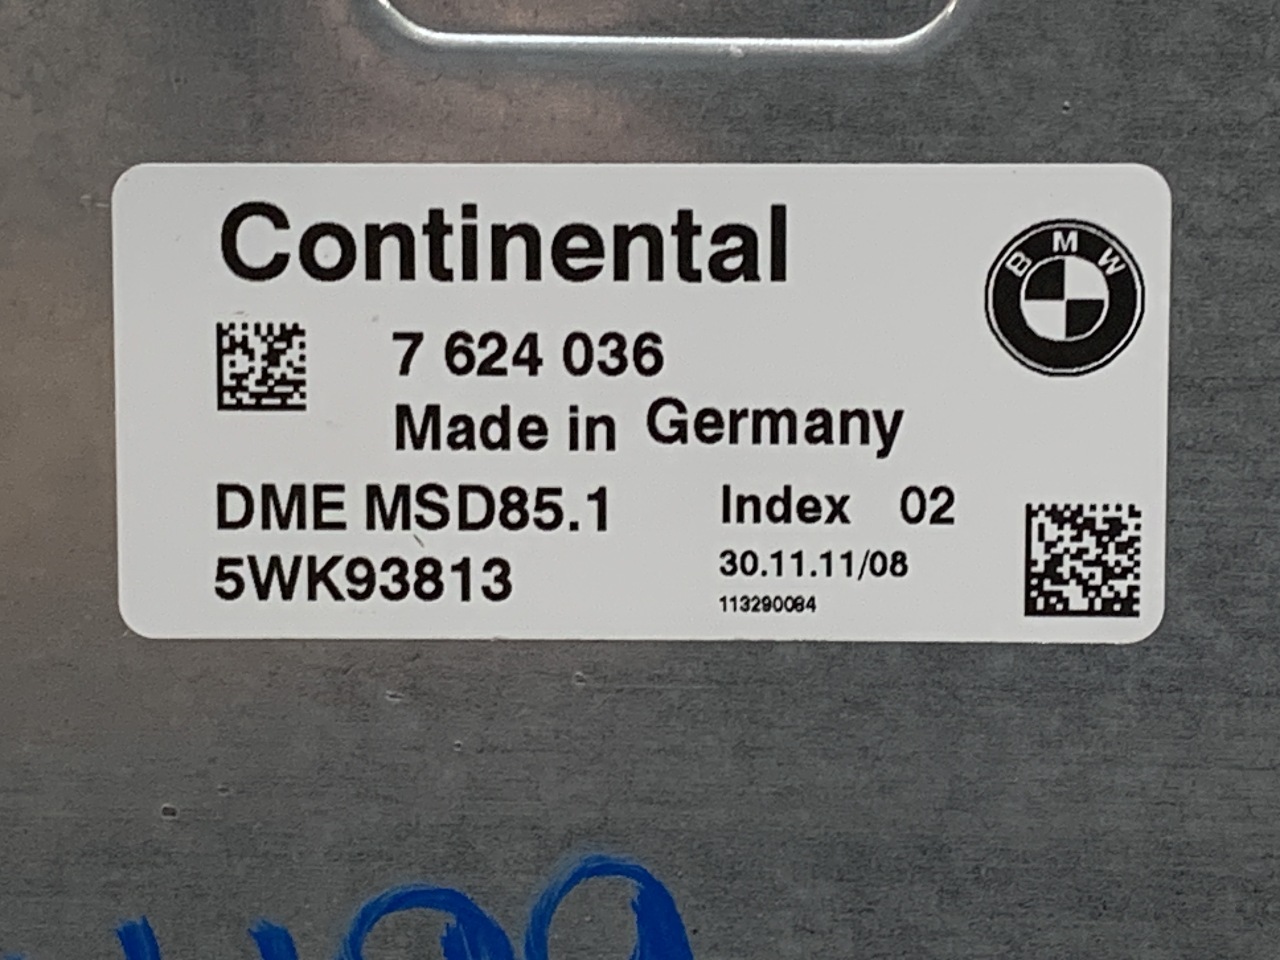 Continental
BMW
7 624 036
Made in Germany
DME MSD85.1 Index 02
5WK93813 30.11.11/08
113290084